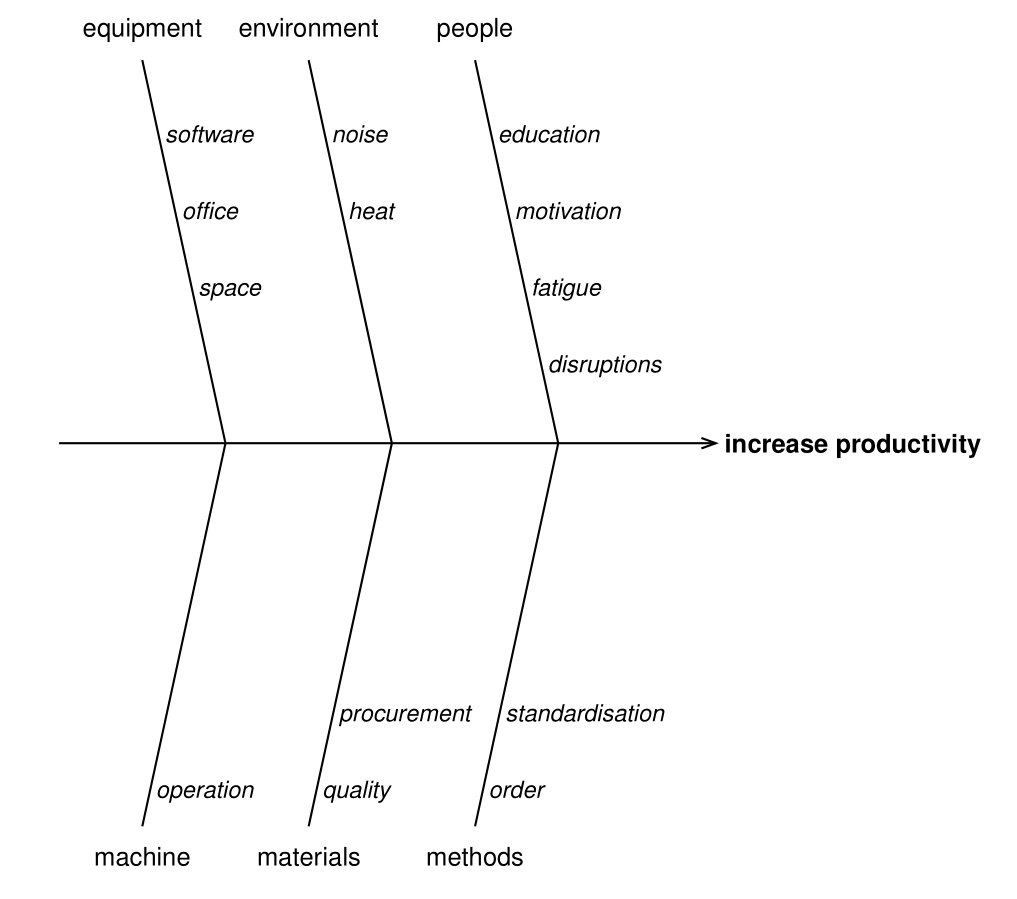 equipment environment people
software noise education
office heat motivation
space fatigue
disruptions
increase productivity
procurement standardisation
operation quality order
machine materials methods